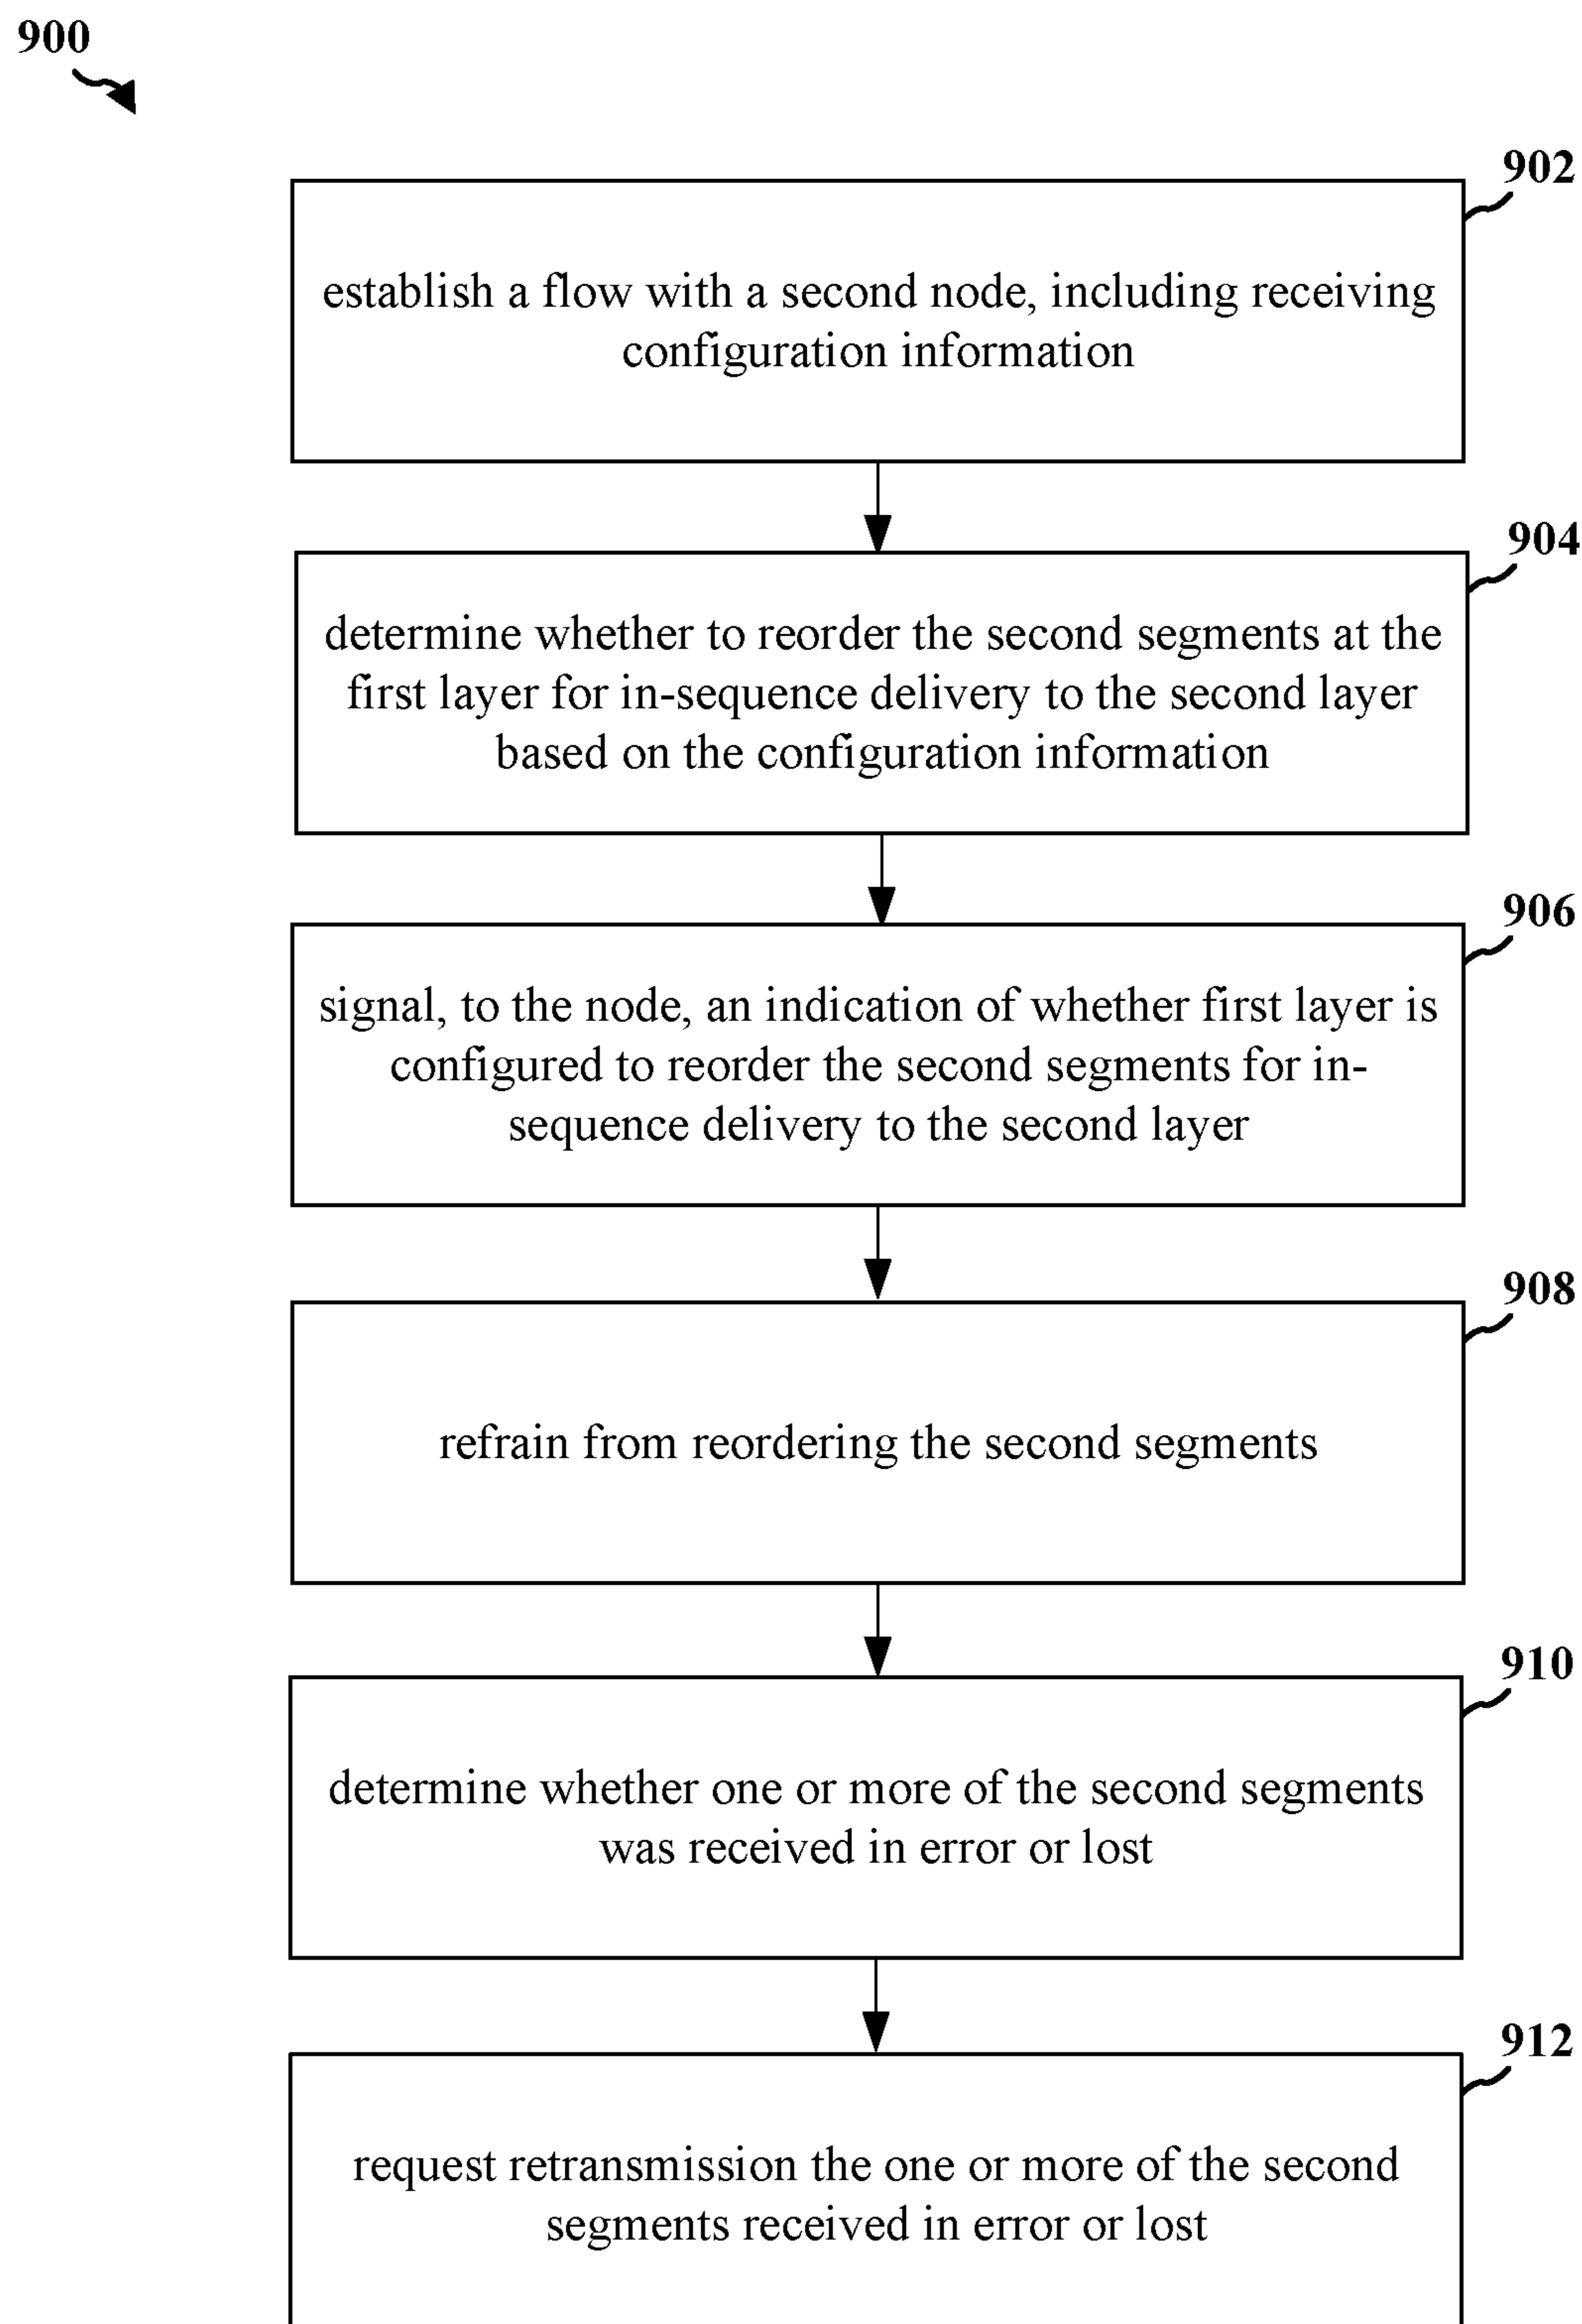 900
902
establish a flow with a second node, including receiving
configuration information
904
determine whether to reorder the second segments at the
first layer for in-sequence delivery to the second layer
based on the configuration information
906
signal, to the node, an indication of whether first layer is
configured to reorder the second segments for in-
sequence delivery to the second layer
908
refrain from reordering the second segments
910
determine whether one or more of the second segments
was received in error or lost
912
request retransmission the one or more of the second
segments received in error or lost